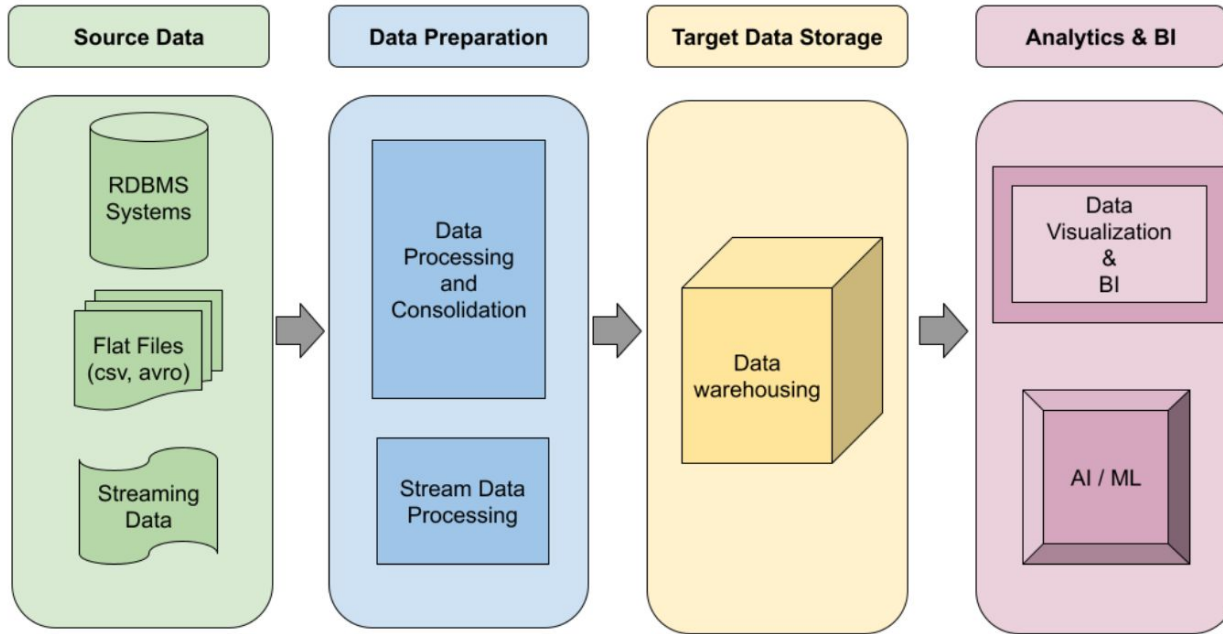 Source Data
Data Preparation
Target Data Storage
Analytics & BI
RDBMS
Systems
Flat Files
(csv, avro)
Streaming
Data
Data
Processing
and
Consolidation
Stream Data
Processing
Data
warehousing
Data
Visualization
&
BI
AI / ML